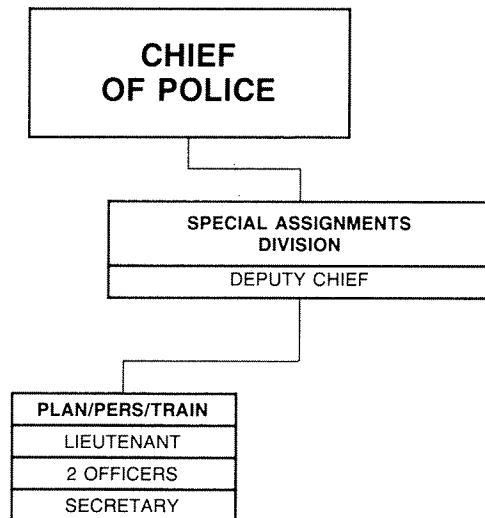 CHIEF
OF POLICE
SPECIAL ASSIGNMENTS
DIVISION
DEPUTY CHIEF
PLAN/PERS/TRAIN
LIEUTENANT
2 OFFICERS
SECRETARY